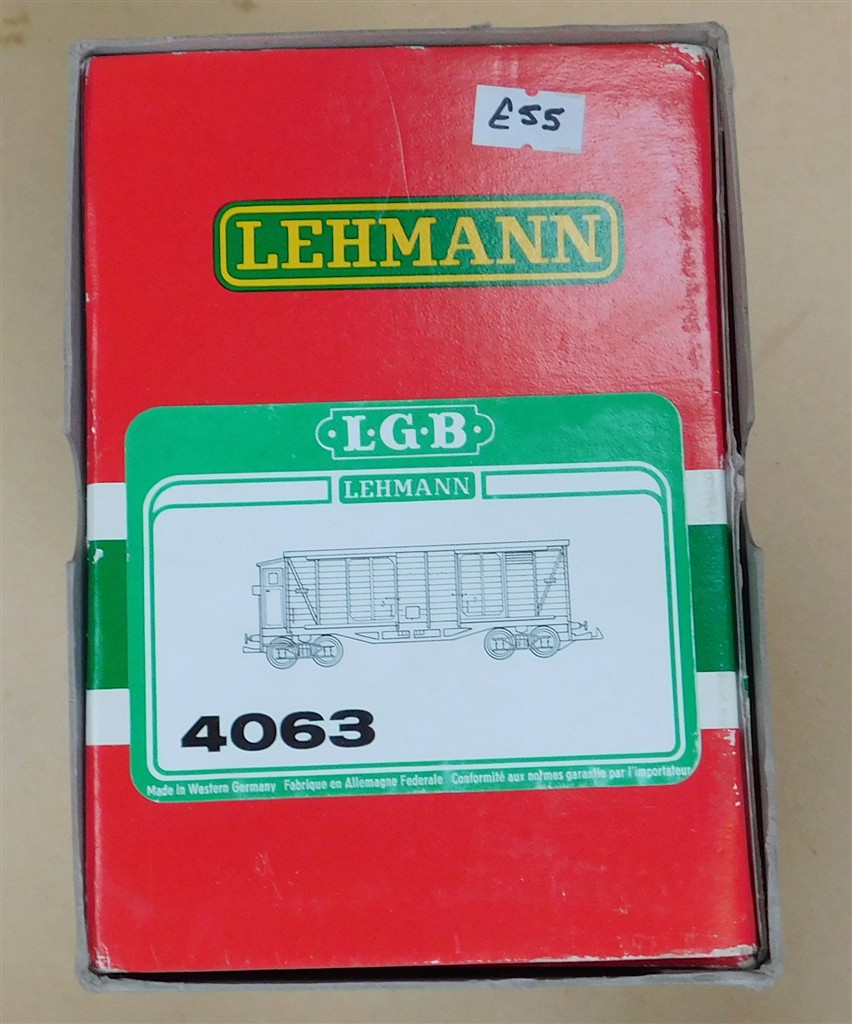 £55
LEHMANN
L·G·B
LEHMANN
4063
Made in Western Germany Fabrique en Allemagne Federale Conformité aux normes garantie par l'importateur